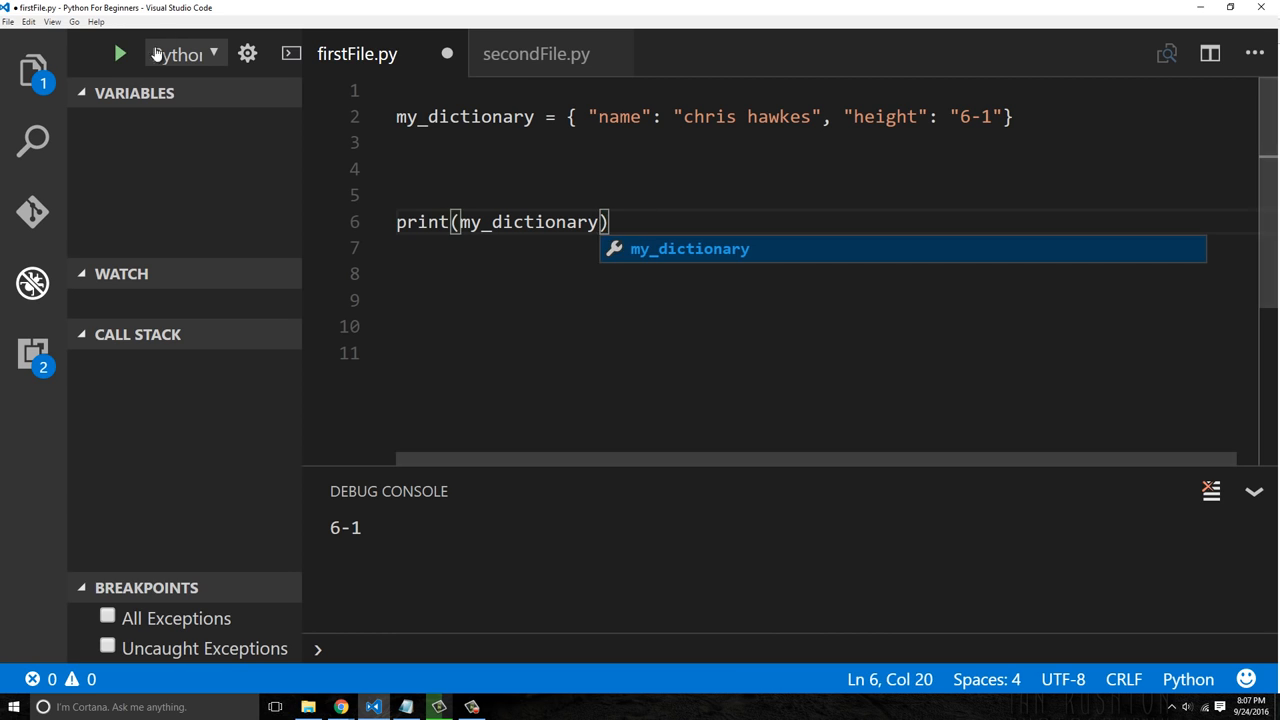 ● firstFile.py - Python For Beginners - Visual Studio Code
File Edit View Go Help
firstFile.py secondFile.py
1
VARIABLES
WATCH
CALL STACK
2
BREAKPOINTS
All Exceptions
Uncaught Exceptions
1
2 my_dictionary = { "name": "chris hawkes", "height": "6-1"}
3
4
5
6 print(my_dictionary)
7 my_dictionary
8
9
10
11
DEBUG CONSOLE
6-1
0 0 Ln 6, Col 20 Spaces: 4 UTF-8 CRLF Python
I'm Cortana. Ask me anything.
8:07 PM
9/24/2016